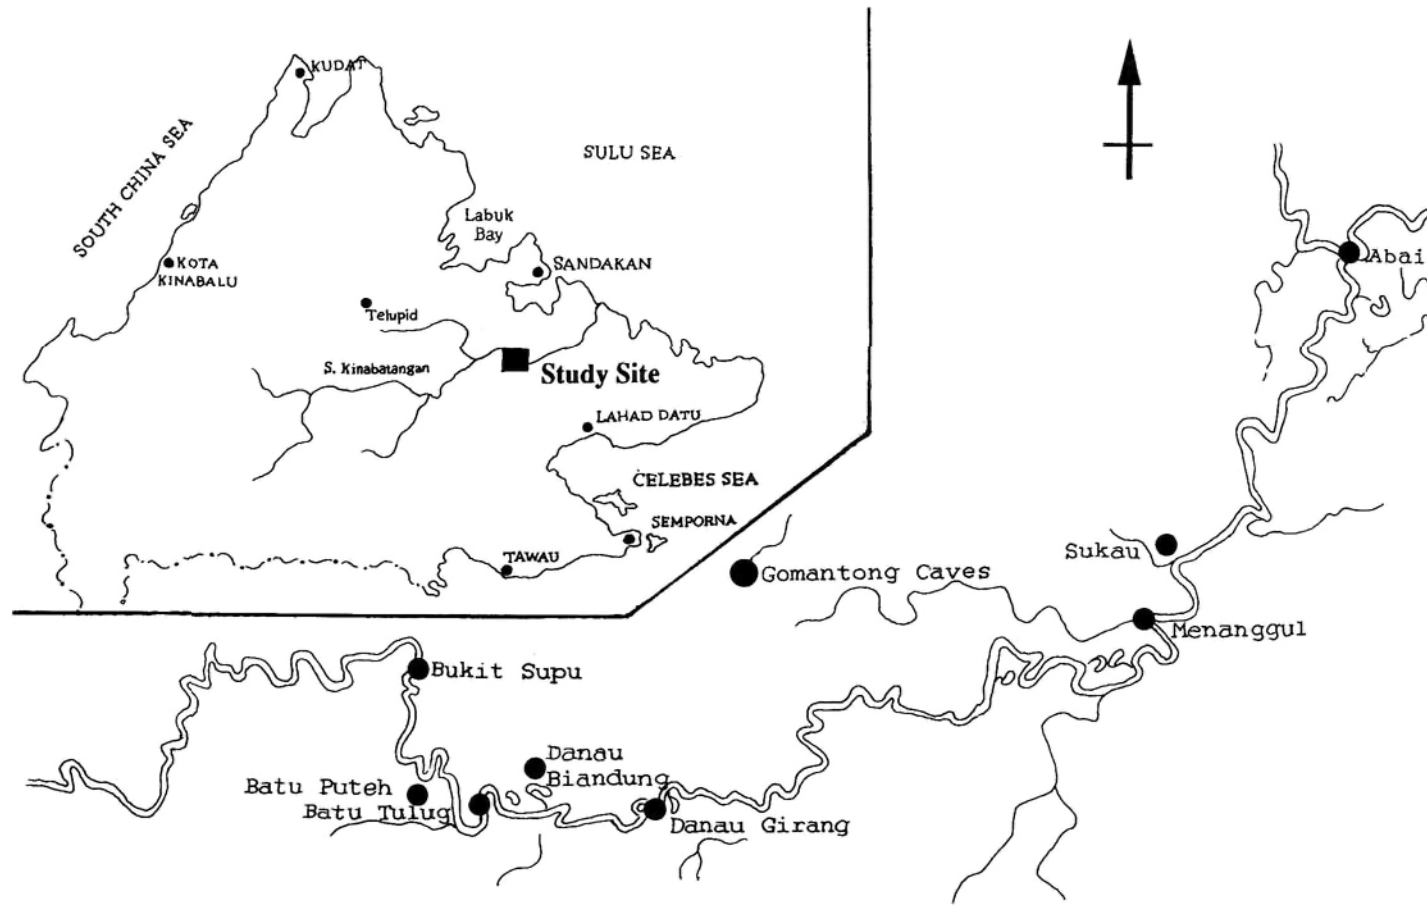 KUDAT
SOUTH CHINA SEA
SULU SEA
Labuk
Bay
KOTA
KINABALU
SANDAKAN
Telupid
S. Kinabatangan
Study Site
LAHAD DATU
CELEBES SEA
SEMPORNA
TAWAU
Abai
Sukau
Gomantong Caves
Menanggul
Bukit Supu
Danau
Biandung
Batu Puteh
Batu Tulug
Danau Girang